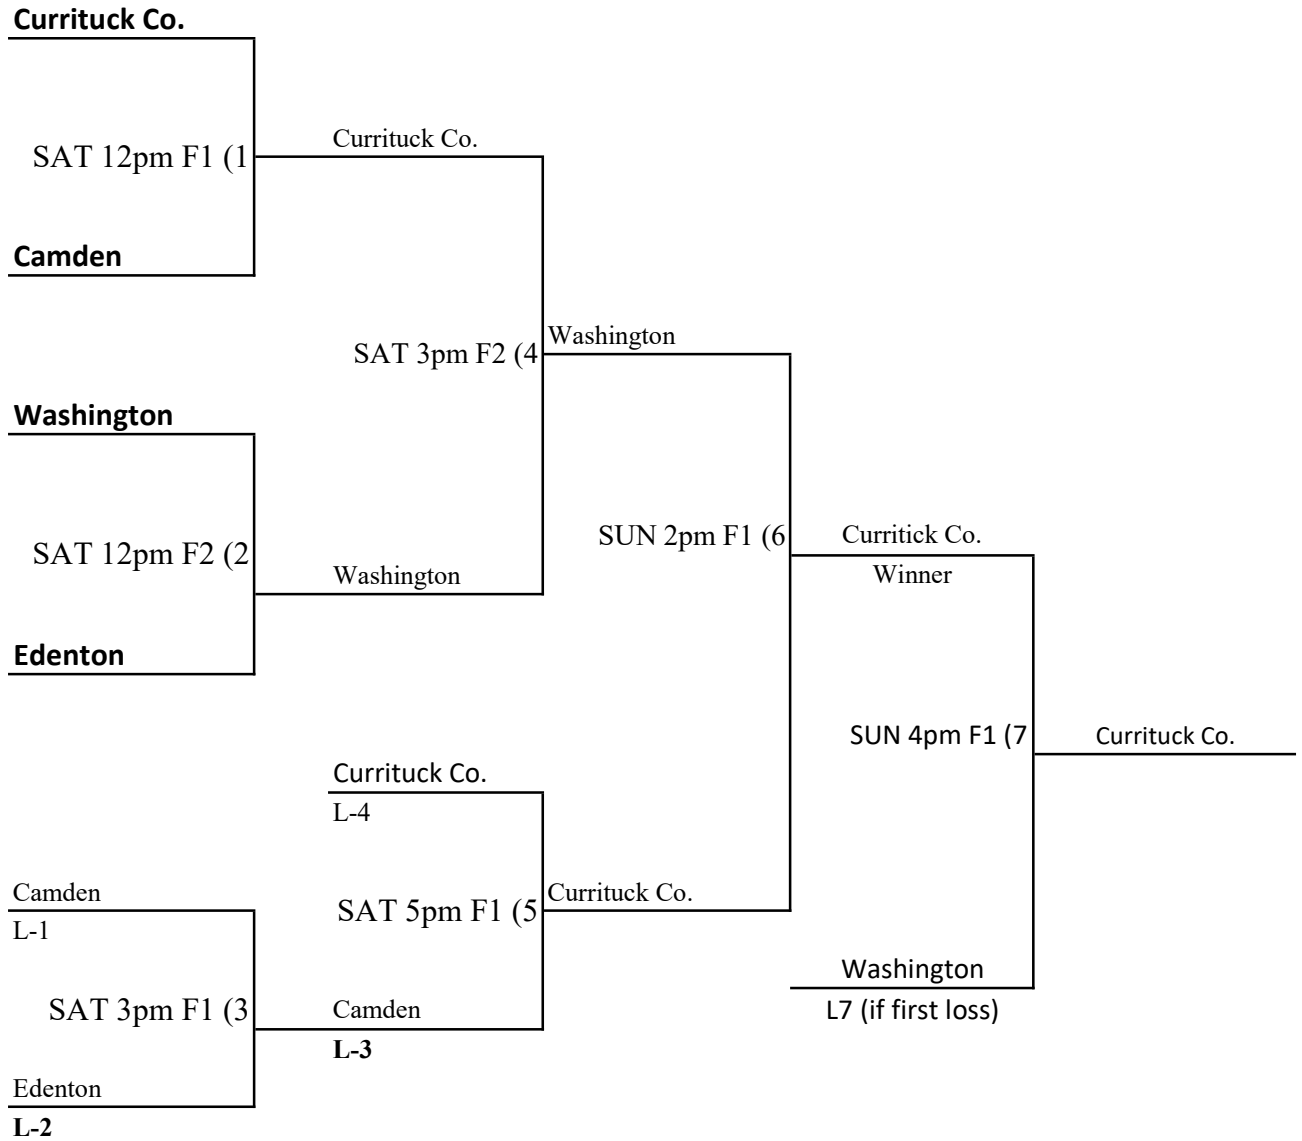 Currituck Co.
Currituck Co.
SAT 12pm F1 (1
Camden
Washington
SAT 3pm F2 (4
Washington
SUN 2pm F1 (6
Curritick Co.
SAT 12pm F2 (2
Washington
Winner
Edenton
SUN 4pm F1 (7
Currituck Co.
Currituck Co.
L-4
Camden
Currituck Co.
L-1
SAT 5pm F1 (5
Washington
SAT 3pm F1 (3
Camden
L7 (if first loss)
L-3
Edenton
L-2